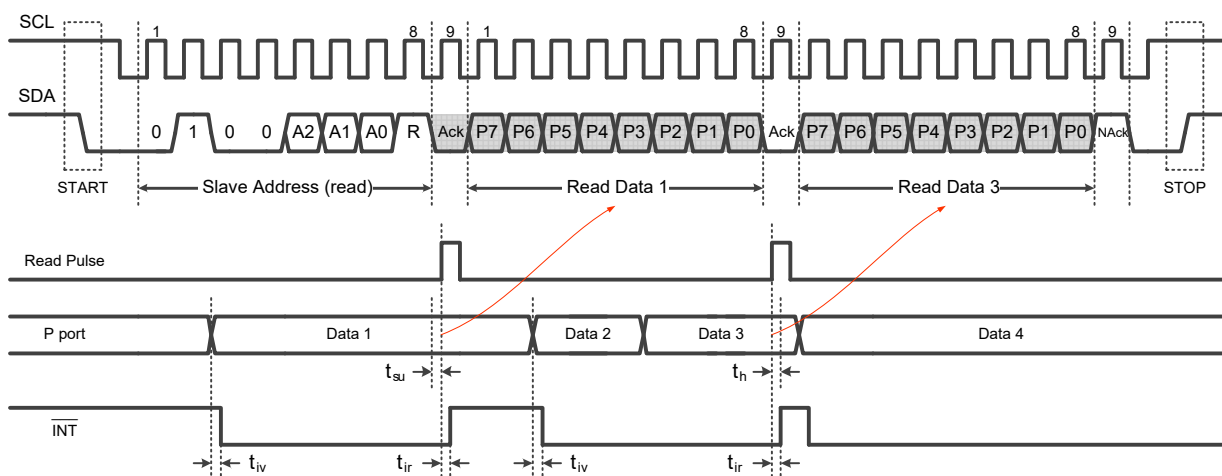 SCL 1 8 9 1 8 9 8 9
SDA 0 1 0 0 A2 A1 A0 R Ack P7 P6 P5 P4 P3 P2 P1 P0 Ack P7 P6 P5 P4 P3 P2 P1 P0 NAck
START Slave Address (read) Read Data 1 Read Data 3 STOP
Read Pulse
P port Data 1 Data 2 Data 3 Data 4
tsu th
INT
tiv tir tiv tir